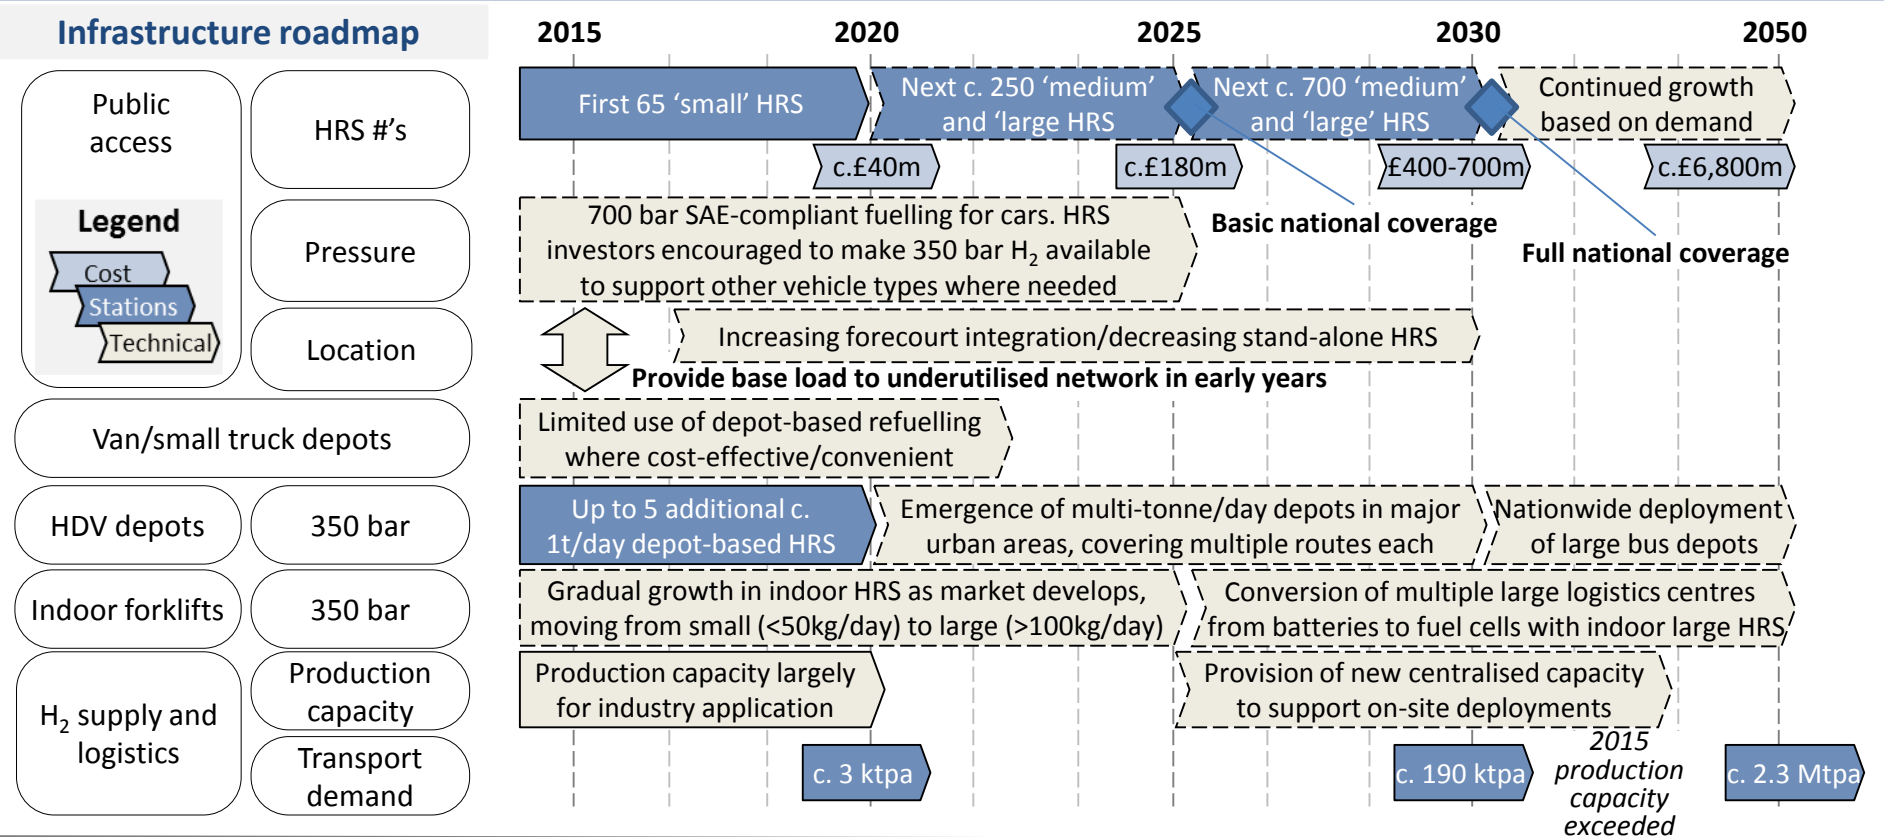 Infrastructure roadmap
2015
2020
2025
2030
2050
Public
access
HRS #'s
First 65 ‘small’ HRS
Next c. 250 ‘medium’
and ‘large HRS
Next c. 700 ‘medium’
and ‘large’ HRS
Continued growth
based on demand
c.£40m
c.£180m
£400-700m
c.£6,800m
Basic national coverage
Full national coverage
Legend
Cost
Stations
Technical
Pressure
700 bar SAE-compliant fuelling for cars. HRS
investors encouraged to make 350 bar H2 available
to support other vehicle types where needed
Location
Increasing forecourt integration/decreasing stand-alone HRS
Provide base load to underutilised network in early years
Van/small truck depots
Limited use of depot-based refuelling
where cost-effective/convenient
HDV depots
350 bar
Up to 5 additional c.
1t/day depot-based HRS
Emergence of multi-tonne/day depots in major
urban areas, covering multiple routes each
Nationwide deployment
of large bus depots
Indoor forklifts
350 bar
Gradual growth in indoor HRS as market develops,
moving from small (<50kg/day) to large (>100kg/day)
Conversion of multiple large logistics centres
from batteries to fuel cells with indoor large HRS
H2 supply and
logistics
Production
capacity
Production capacity largely
for industry application
Provision of new centralised capacity
to support on-site deployments
Transport
demand
c. 3 ktpa
c. 190 ktpa
2015
production
capacity
exceeded
c. 2.3 Mtpa